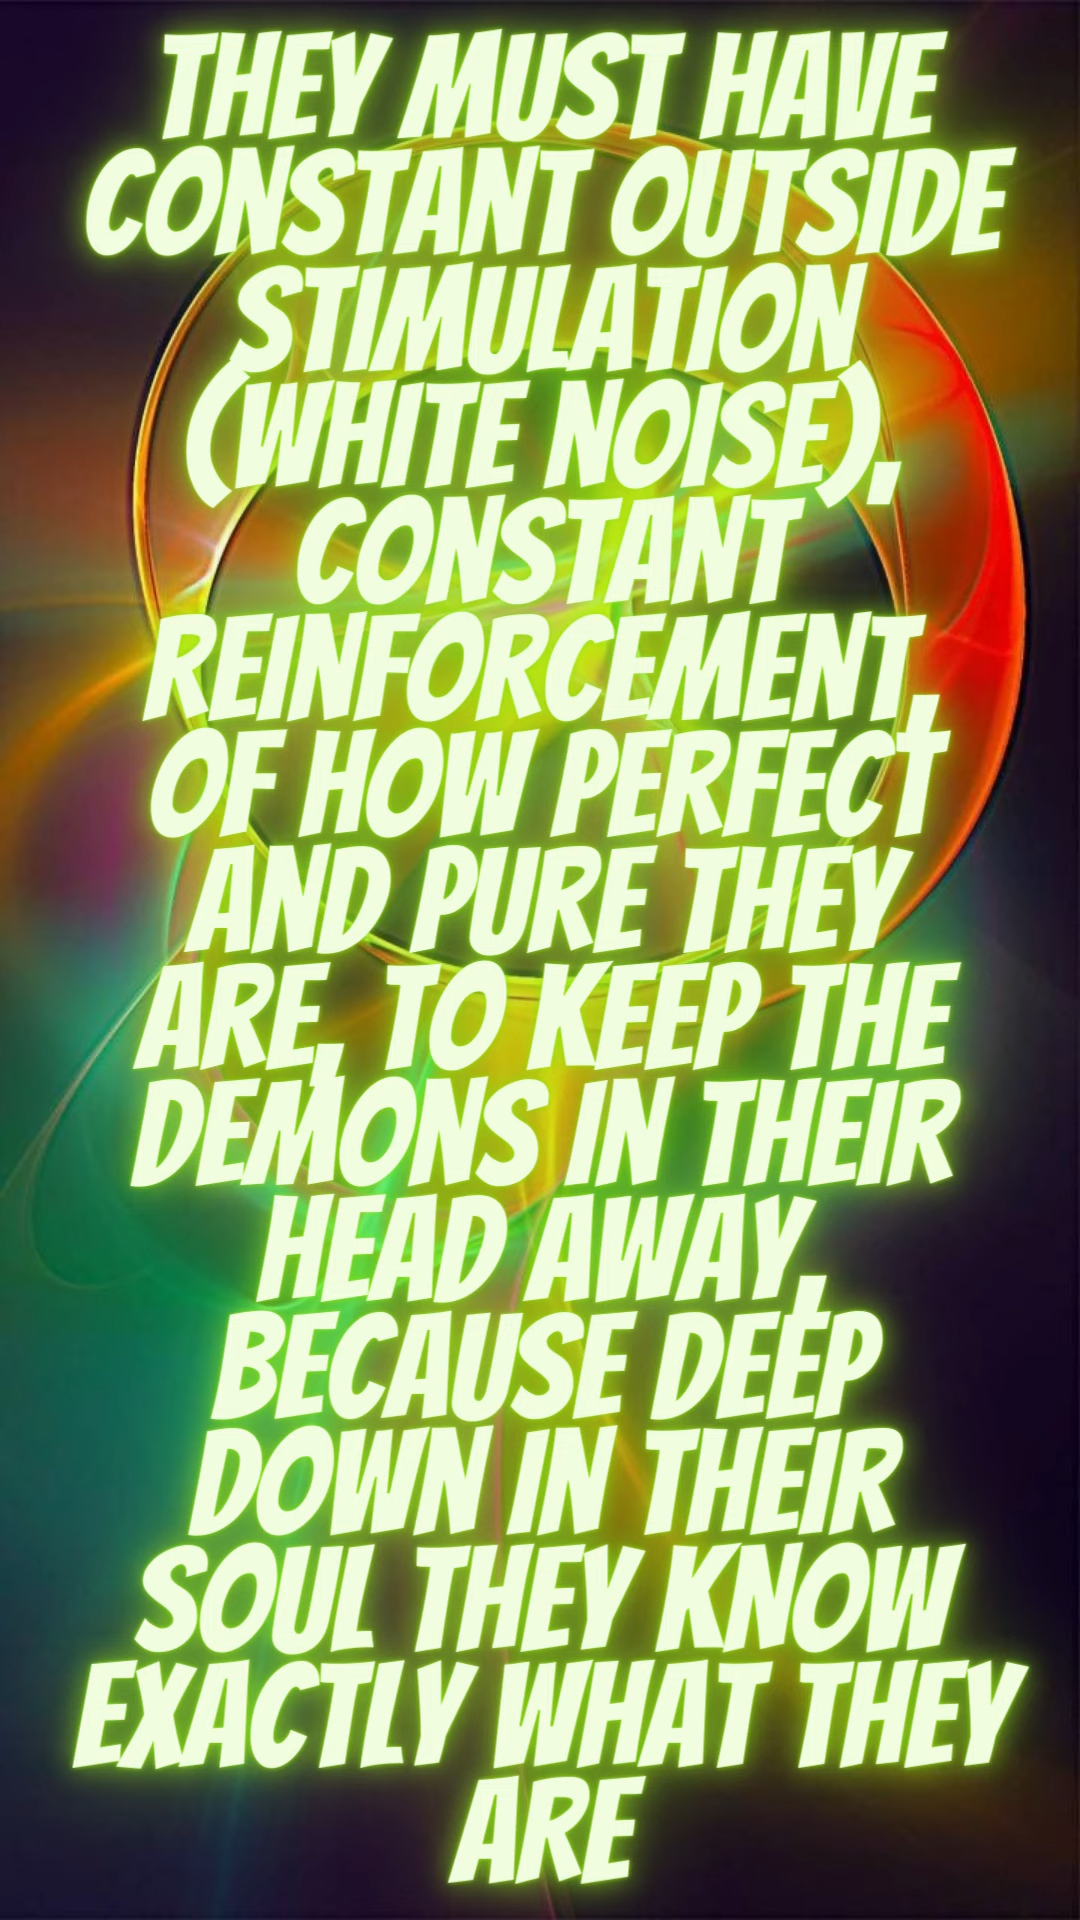 THEY MUST HAVE
CONSTANT OUTSIDE
STIMULATION
(WHITE NOISE),
CONSTANT
REINFORCEMENT,
OF HOW PERFECT
AND PURE THEY
ARE, TO KEEP THE
DEMONS IN THEIR
HEAD AWAY,
BECAUSE DEEP
DOWN IN THEIR
SOUL THEY KNOW
EXACTLY WHAT THEY
ARE